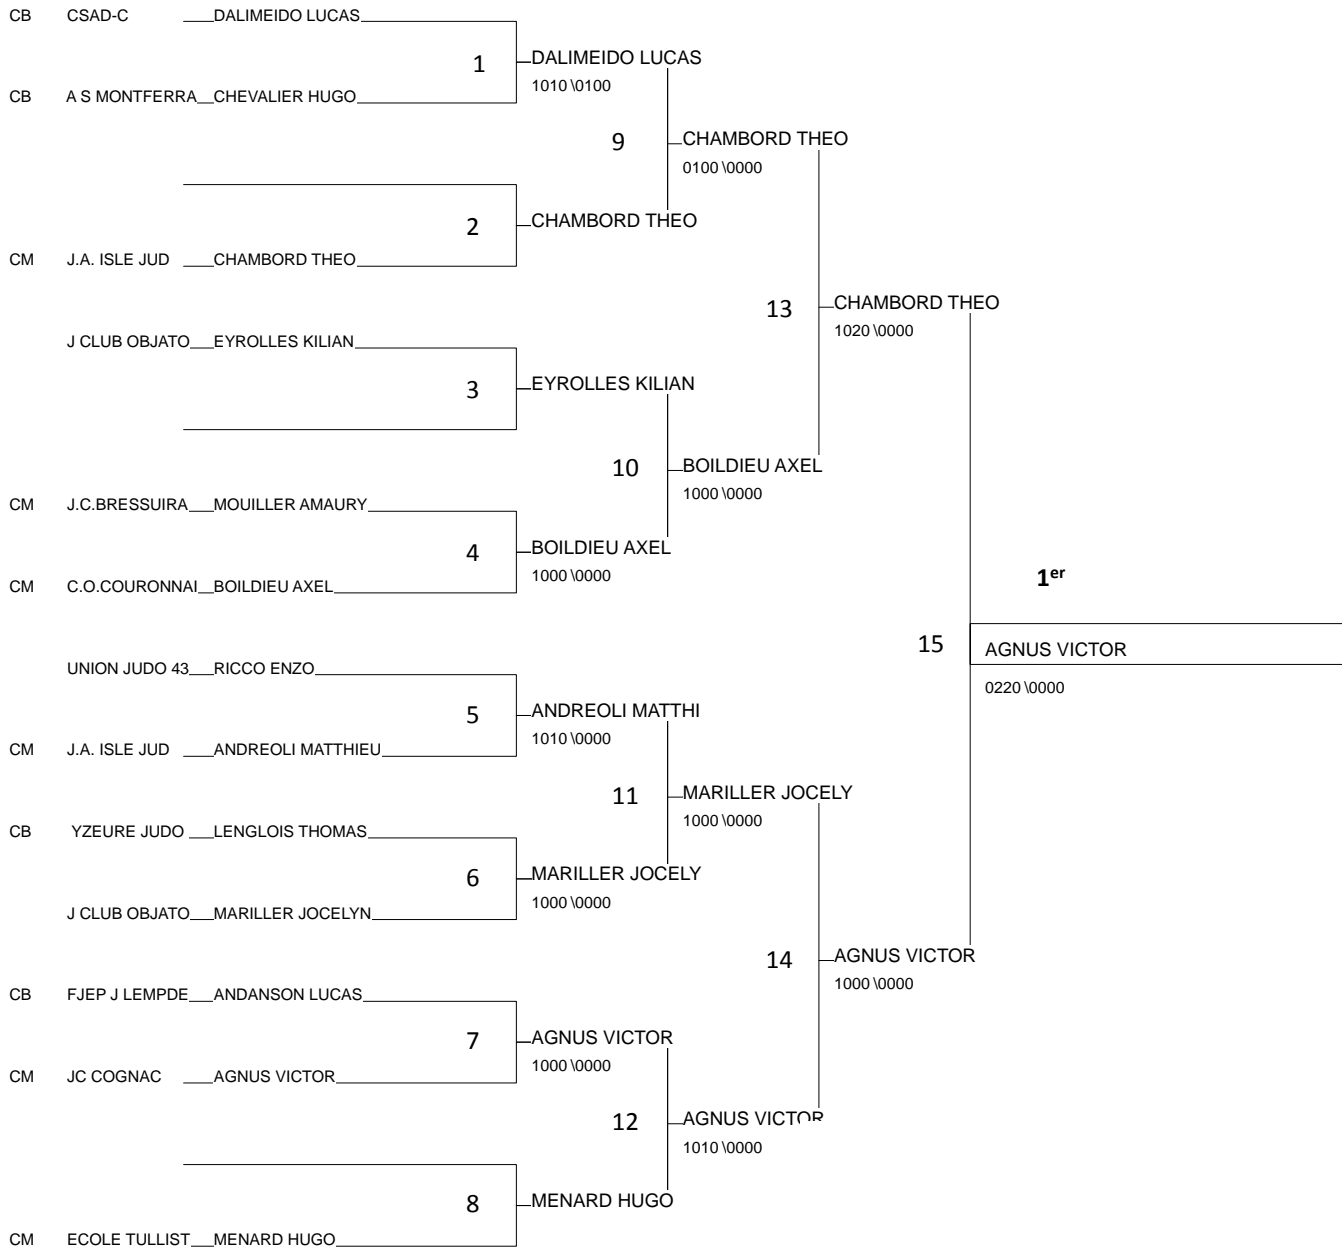 CB CSAD-C DALIMEIDO LUCAS
1 DALIMEIDO LUCAS
1010 \0100
CB A S MONTFERRA CHEVALIER HUGO
9 CHAMBORD THEO
0100 \0000
2 CHAMBORD THEO
CM J.A. ISLE JUD CHAMBORD THEO
13 CHAMBORD THEO
1020 \0000
J CLUB OBJATO EYROLLES KILIAN
3 EYROLLES KILIAN
10 BOILDIEU AXEL
1000 \0000
CM J.C.BRESSUIRA MOUILLER AMAURY
4 BOILDIEU AXEL
1000 \0000
CM C.O.COURONNAI BOILDIEU AXEL
1er
15 AGNUS VICTOR
0220 \0000
UNION JUDO 43 RICCO ENZO
5 ANDREOLI MATTHI
1010 \0000
CM J.A. ISLE JUD ANDREOLI MATTHIEU
11 MARILLER JOCELY
1000 \0000
CB YZEURE JUDO LENGLOIS THOMAS
6 MARILLER JOCELY
1000 \0000
J CLUB OBJATO MARILLER JOCELYN
14 AGNUS VICTOR
1000 \0000
CB FJEP J LEMPDE ANDANSON LUCAS
7 AGNUS VICTOR
1000 \0000
CM JC COGNAC AGNUS VICTOR
12 AGNUS VICTOR
1010 \0000
8 MENARD HUGO
CM ECOLE TULLIST MENARD HUGO